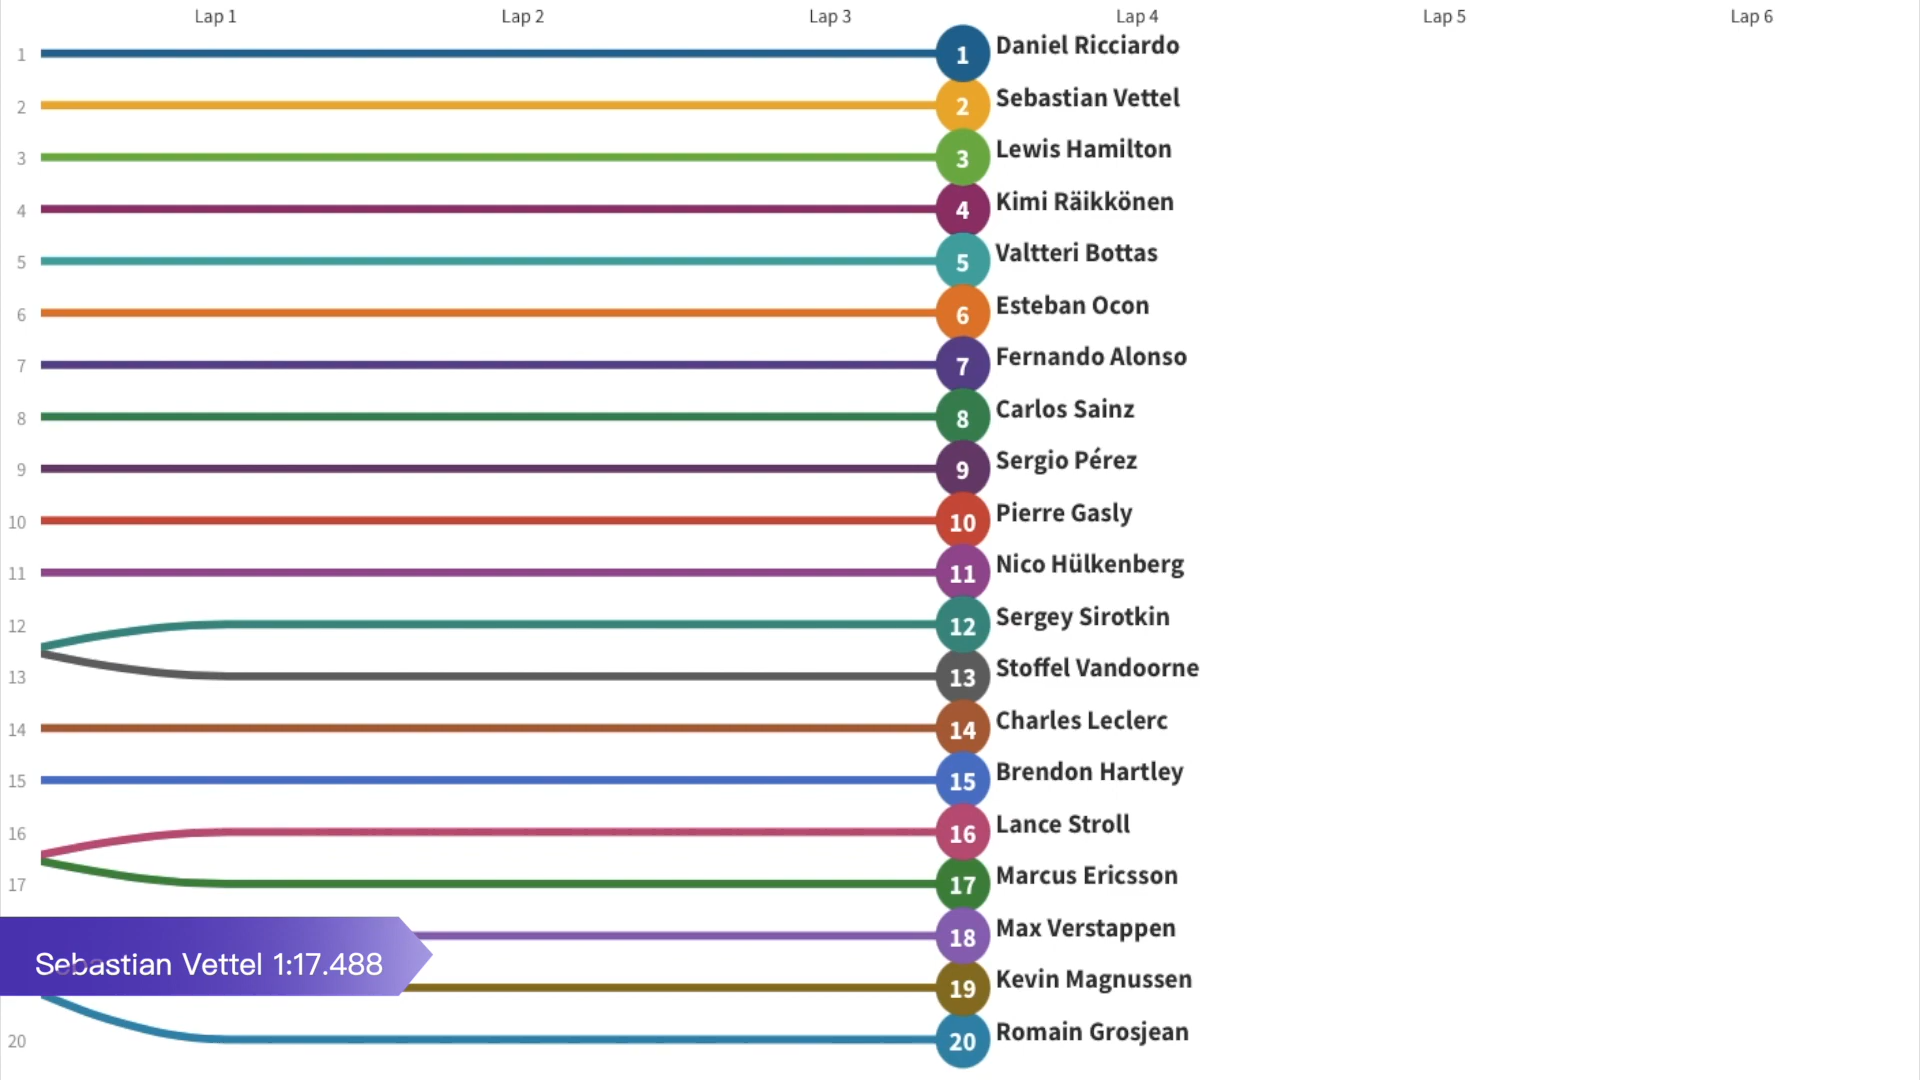 Lap 1 Lap 2 Lap 3 Lap 4 Lap 5 Lap 6
1 1 Daniel Ricciardo
2 2 Sebastian Vettel
3 3 Lewis Hamilton
4 4 Kimi Räikkönen
5 5 Valtteri Bottas
6 6 Esteban Ocon
7 7 Fernando Alonso
8 8 Carlos Sainz
9 9 Sergio Pérez
10 10 Pierre Gasly
11 11 Nico Hülkenberg
12 12 Sergey Sirotkin
13 13 Stoffel Vandoorne
14 14 Charles Leclerc
15 15 Brendon Hartley
16 16 Lance Stroll
17 17 Marcus Ericsson
18 Max Verstappen
Sebastian Vettel 1:17.488
19 Kevin Magnussen
20 20 Romain Grosjean